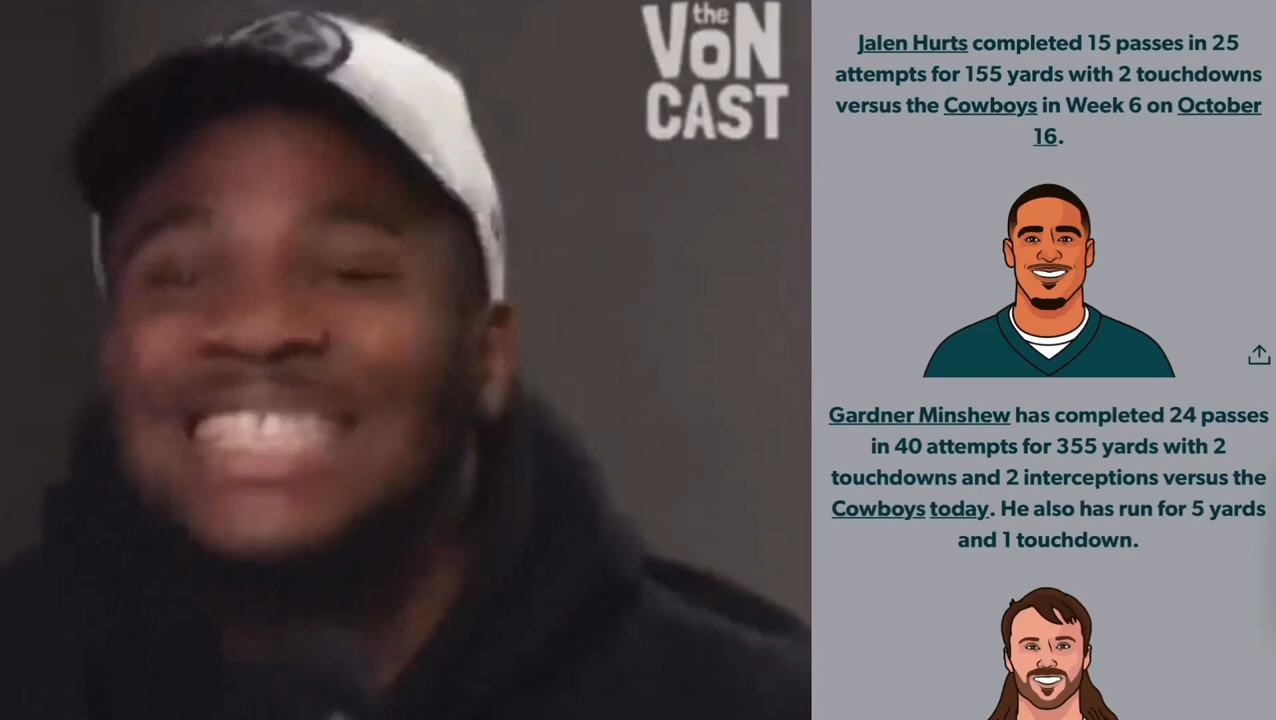 the
VON
CAST
Jalen Hurts completed 15 passes in 25
attempts for 155 yards with 2 touchdowns
versus the Cowboys in Week 6 on October
16.
Gardner Minshew has completed 24 passes
in 40 attempts for 355 yards with 2
touchdowns and 2 interceptions versus the
Cowboys today. He also has run for 5 yards
and 1 touchdown.